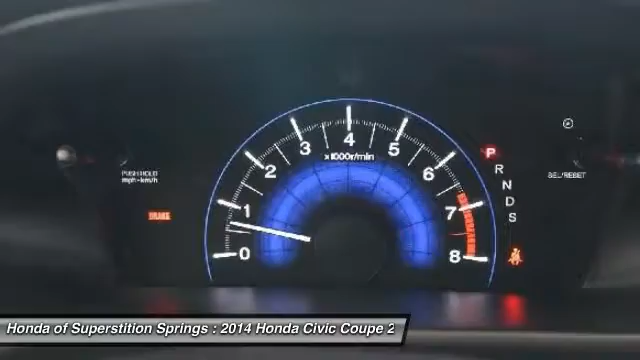 4
3
5
x1000r/min
P
2
6
R
PUSH/HOLD
mph↔km/h
SEL/RESET
N
D
BRAKE
1
7
S
0
8
Honda of Superstition Springs : 2014 Honda Civic Coupe 2